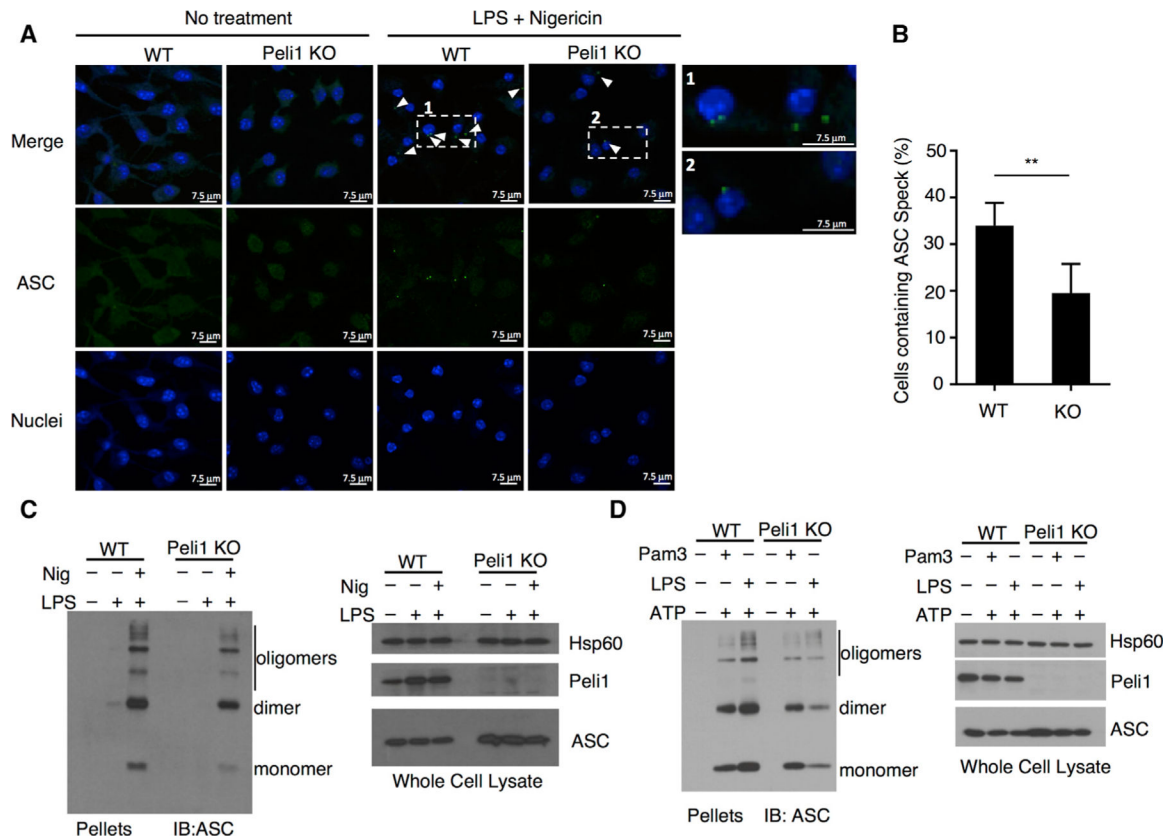 A
No treatment
LPS + Nigericin
WT
Peli1 KO
WT
Peli1 KO
Merge
ASC
Nuclei
1
2
7.5 µm
7.5 µm
7.5 µm
7.5 µm
7.5 µm
7.5 µm
7.5 µm
7.5 µm
7.5 µm
7.5 µm
7.5 µm
7.5 µm
1
7.5 µm
2
7.5 µm
B
Cells containing ASC Speck (%)
50
40
30
20
10
0
**
WT
KO
C
WT
Peli1 KO
Nig – – + – – +
LPS – + + – + +
oligomers
dimer
monomer
Pellets
IB:ASC
WT
Peli1 KO
Nig – – + – – +
LPS – + + – + +
Hsp60
Peli1
ASC
Whole Cell Lysate
D
WT
Peli1 KO
Pam3 – + – – + –
LPS – – + – – +
ATP – + + – + +
oligomers
dimer
monomer
Pellets
IB: ASC
WT
Peli1 KO
Pam3 – + – – + –
LPS – – + – – +
ATP – + + – + +
Hsp60
Peli1
ASC
Whole Cell Lysate